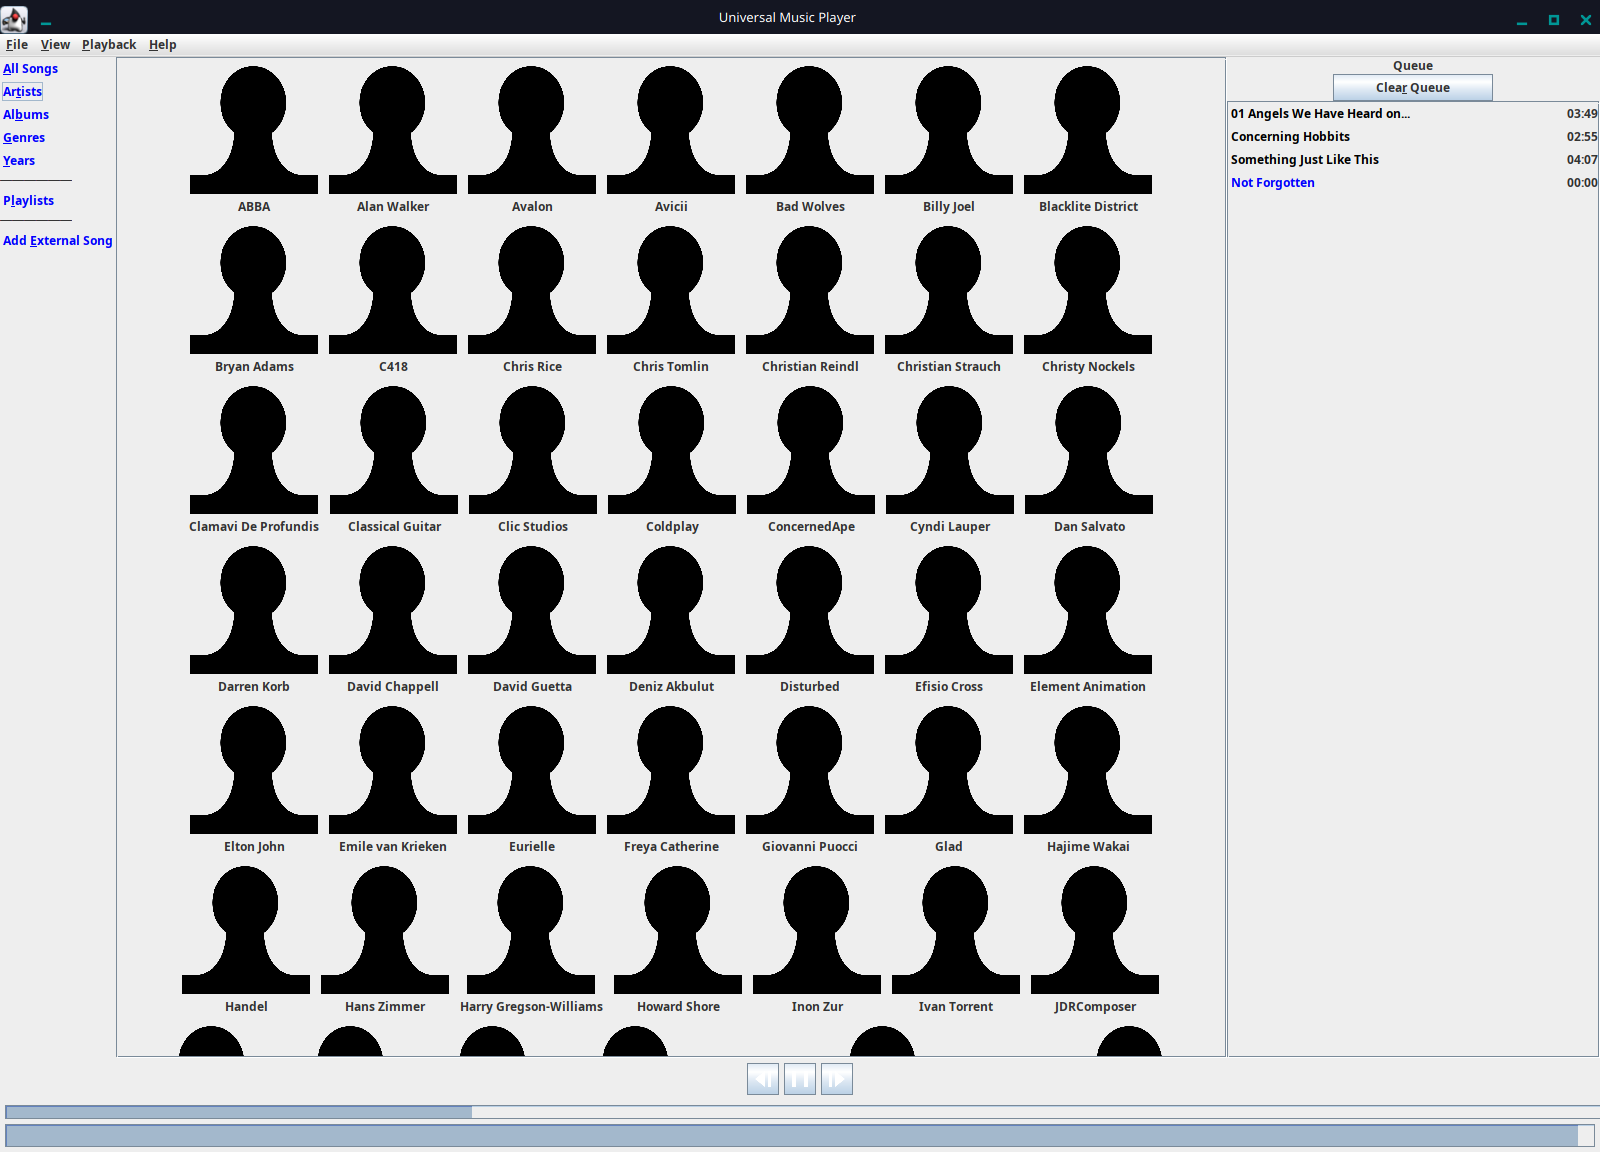 Universal Music Player
File View Playback Help
All Songs
Artists
Albums
Genres
Years
Playlists
Add External Song
ABBA Alan Walker Avalon Avicii Bad Wolves Billy Joel Blacklite District
Bryan Adams C418 Chris Rice Chris Tomlin Christian Reindl Christian Strauch Christy Nockels
Clamavi De Profundis Classical Guitar Clic Studios Coldplay ConcernedApe Cyndi Lauper Dan Salvato
Darren Korb David Chappell David Guetta Deniz Akbulut Disturbed Efisio Cross Element Animation
Elton John Emile van Krieken Eurielle Freya Catherine Giovanni Puocci Glad Hajime Wakai
Handel Hans Zimmer Harry Gregson-Williams Howard Shore Inon Zur Ivan Torrent JDRComposer
Queue
Clear Queue
01 Angels We Have Heard on... 03:49
Concerning Hobbits 02:55
Something Just Like This 04:07
Not Forgotten 00:00